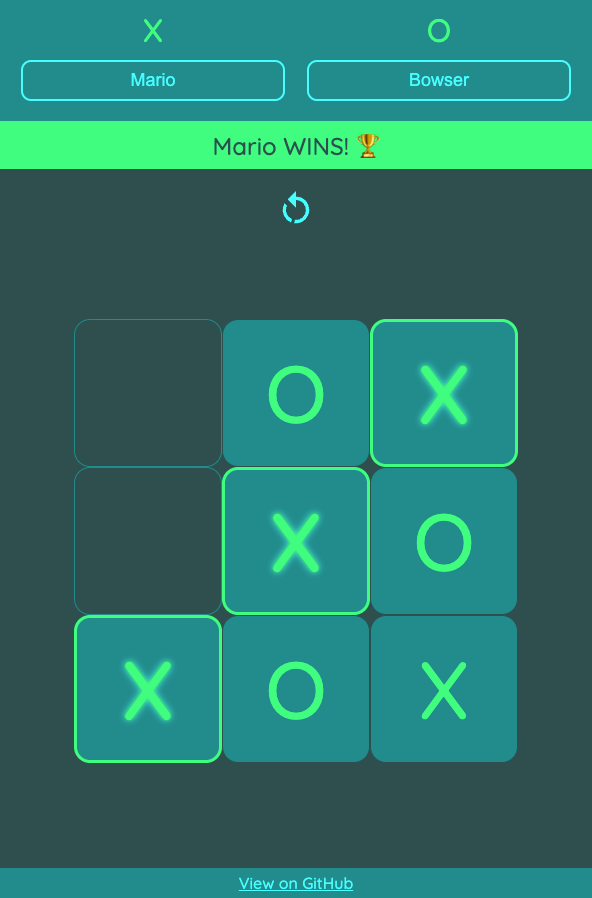 X O
Mario Bowser
Mario WINS! 🏆
O X
X O
X O X
View on GitHub